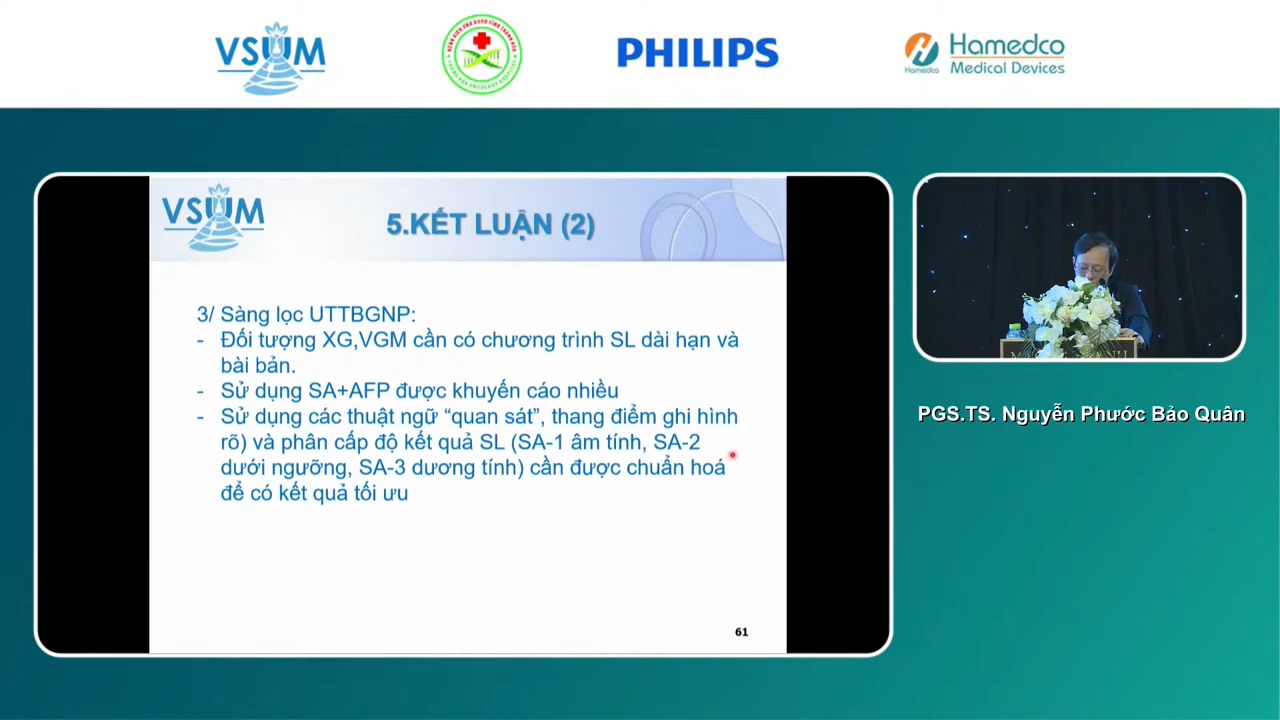 VSUM
PHILIPS
Hamedco
Hamedco
Medical Devices
VSUM
5.KẾT LUẬN (2)
3/ Sàng lọc UTTBGNP:
- Đối tượng XG,VGM cần có chương trình SL dài hạn và
bài bản.
- Sử dụng SA+AFP được khuyến cáo nhiều
- Sử dụng các thuật ngữ “quan sát”, thang điểm ghi hình
rõ) và phân cấp độ kết quả SL (SA-1 âm tính, SA-2
dưới ngưỡng, SA-3 dương tính) cần được chuẩn hoá
để có kết quả tối ưu
61
PGS.TS. Nguyễn Phước Bảo Quân